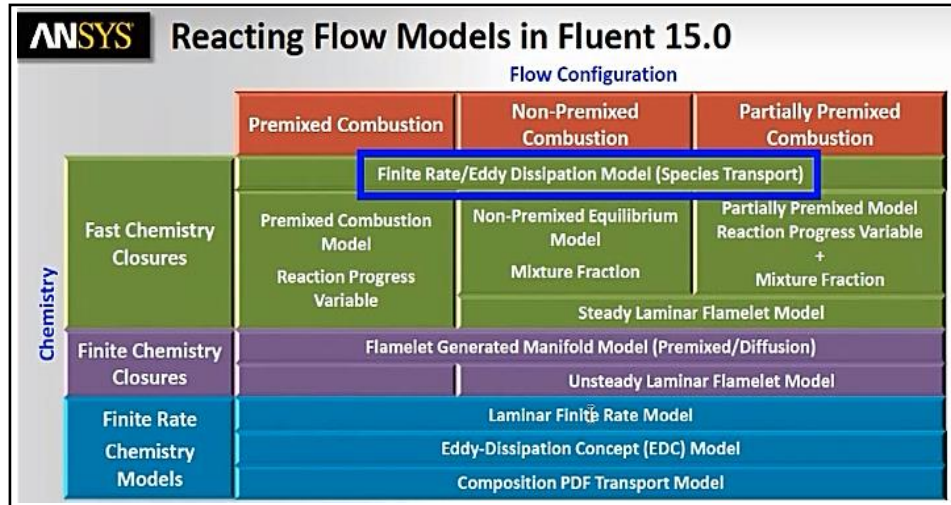 ANSYS Reacting Flow Models in Fluent 15.0
Flow Configuration
Premixed Combustion
Non-Premixed
Combustion
Partially Premixed
Combustion
Chemistry
Fast Chemistry
Closures
Finite Rate/Eddy Dissipation Model (Species Transport)
Premixed Combustion
Model
Reaction Progress
Variable
Non-Premixed Equilibrium
Model
Mixture Fraction
Partially Premixed Model
Reaction Progress Variable
+
Mixture Fraction
Steady Laminar Flamelet Model
Finite Chemistry
Closures
Flamelet Generated Manifold Model (Premixed/Diffusion)
Unsteady Laminar Flamelet Model
Finite Rate
Chemistry
Models
Laminar Finite Rate Model
Eddy-Dissipation Concept (EDC) Model
Composition PDF Transport Model